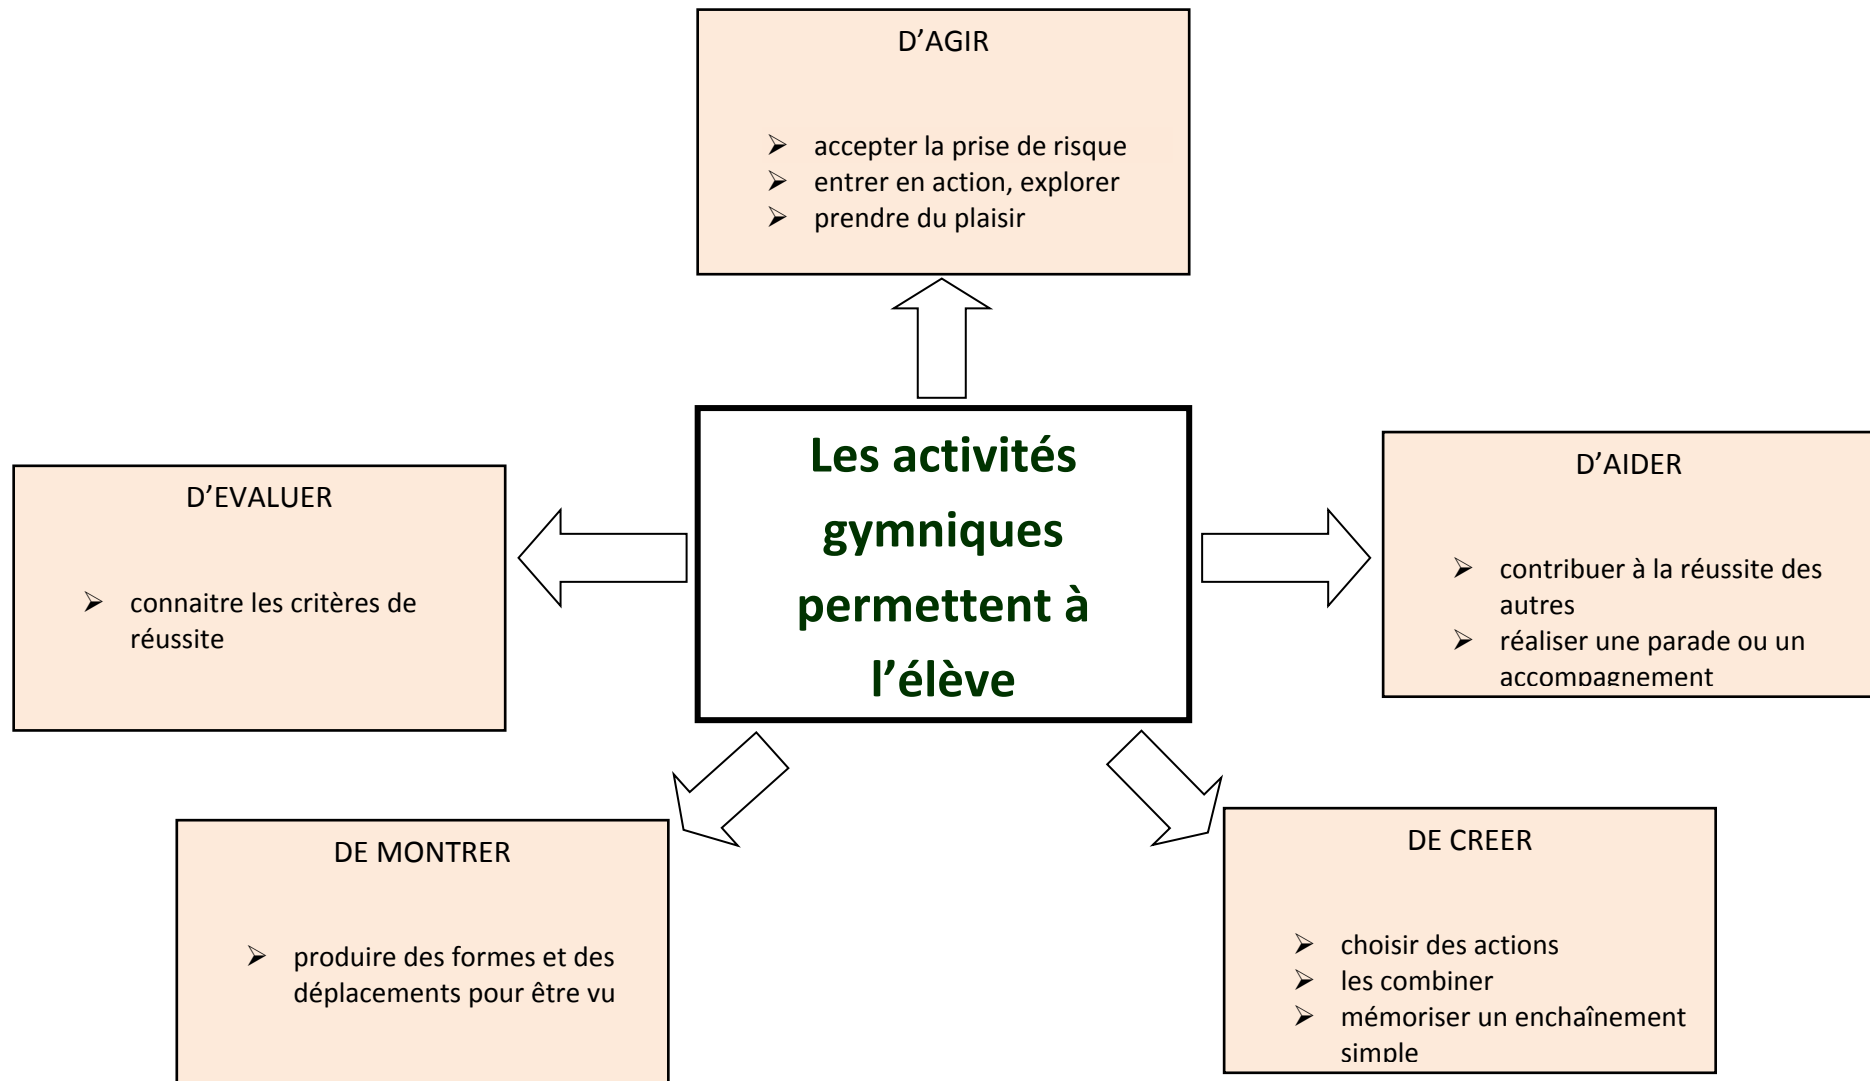 D’AGIR
➢ accepter la prise de risque
➢ entrer en action, explorer
➢ prendre du plaisir
Les activités
gymniques
permettent à
l’élève
D’EVALUER
➢ connaitre les critères de
réussite
D’AIDER
➢ contribuer à la réussite des
autres
➢ réaliser une parade ou un
accompagnement
DE MONTRER
➢ produire des formes et des
déplacements pour être vu
DE CREER
➢ choisir des actions
➢ les combiner
➢ mémoriser un enchaînement
simple